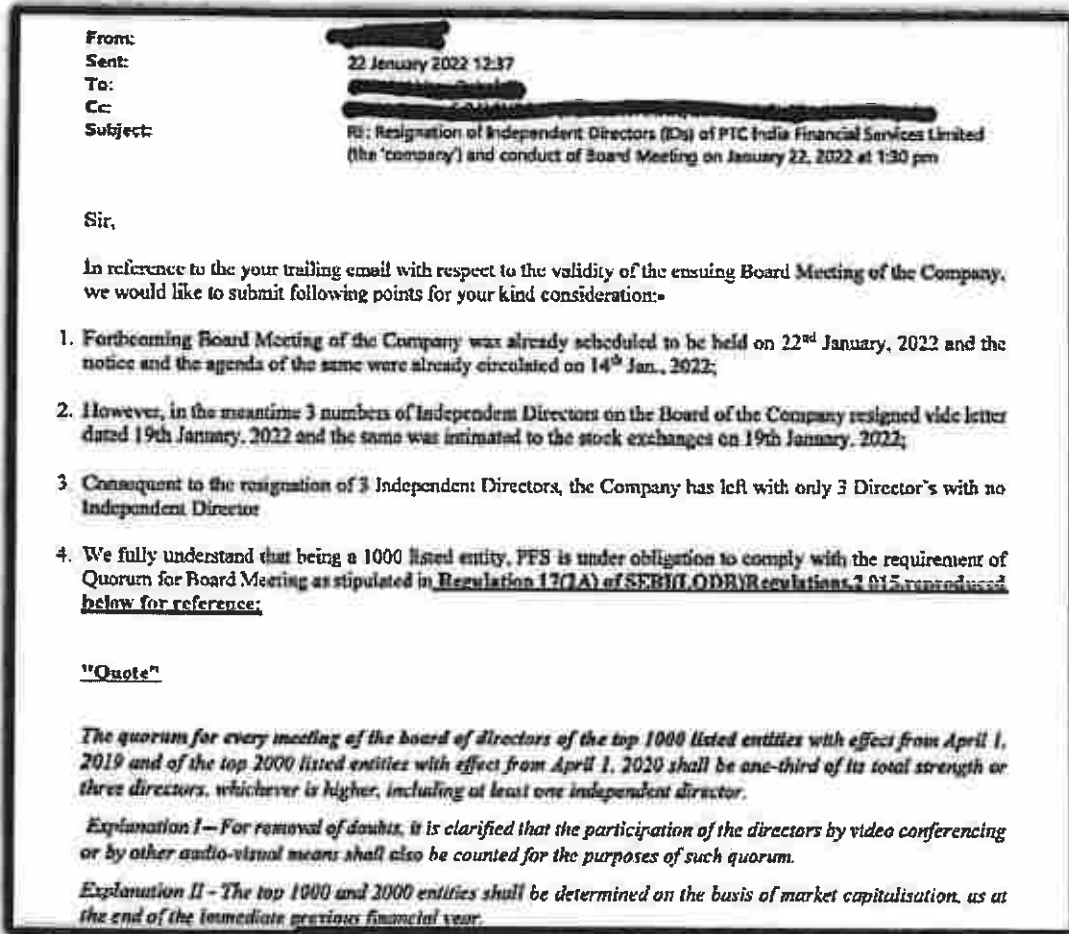 From:
Sent: 22 January 2022 12:37
To:
Cc:
Subject: RE: Resignation of Independent Directors (IDs) of PTC India Financial Services Limited
(the 'company') and conduct of Board Meeting on January 22, 2022 at 1:30 pm
Sir,
In reference to the your trailing email with respect to the validity of the ensuing Board Meeting of the Company,
we would like to submit following points for your kind consideration:-
1. Forthcoming Board Meeting of the Company was already scheduled to be held on 22nd January, 2022 and the
notice and the agendas of the same were already circulated on 14th Jan., 2022;
2. However, in the meantime 3 numbers of Independent Directors on the Board of the Company resigned vide letter
dated 19th January, 2022 and the same was intimated to the stock exchanges on 19th January, 2022;
3 Consequent to the resignation of 3 Independent Directors, the Company has left with only 3 Director's with no
Independent Director
4. We fully understand that being a 1000 listed entity, PFS is under obligation to comply with the requirement of
Quorum for Board Meeting as stipulated in Regulation 17(2A) of SEBI(LODR)Regulations,2 015 reproduced
below for reference:
"Quote"
The quorum for every meeting of the board of directors of the top 1000 listed entities with effect from April 1,
2019 and of the top 2000 listed entities with effect from April 1, 2020 shall be one-third of its total strength or
three directors, whichever is higher, including at least one independent director.
Explanation I – For removal of doubts, it is clarified that the participation of the directors by video conferencing
or by other audio-visual means shall also be counted for the purposes of such quorum.
Explanation II - The top 1000 and 2000 entities shall be determined on the basis of market capitalisation, as at
the end of the immediate previous financial year.